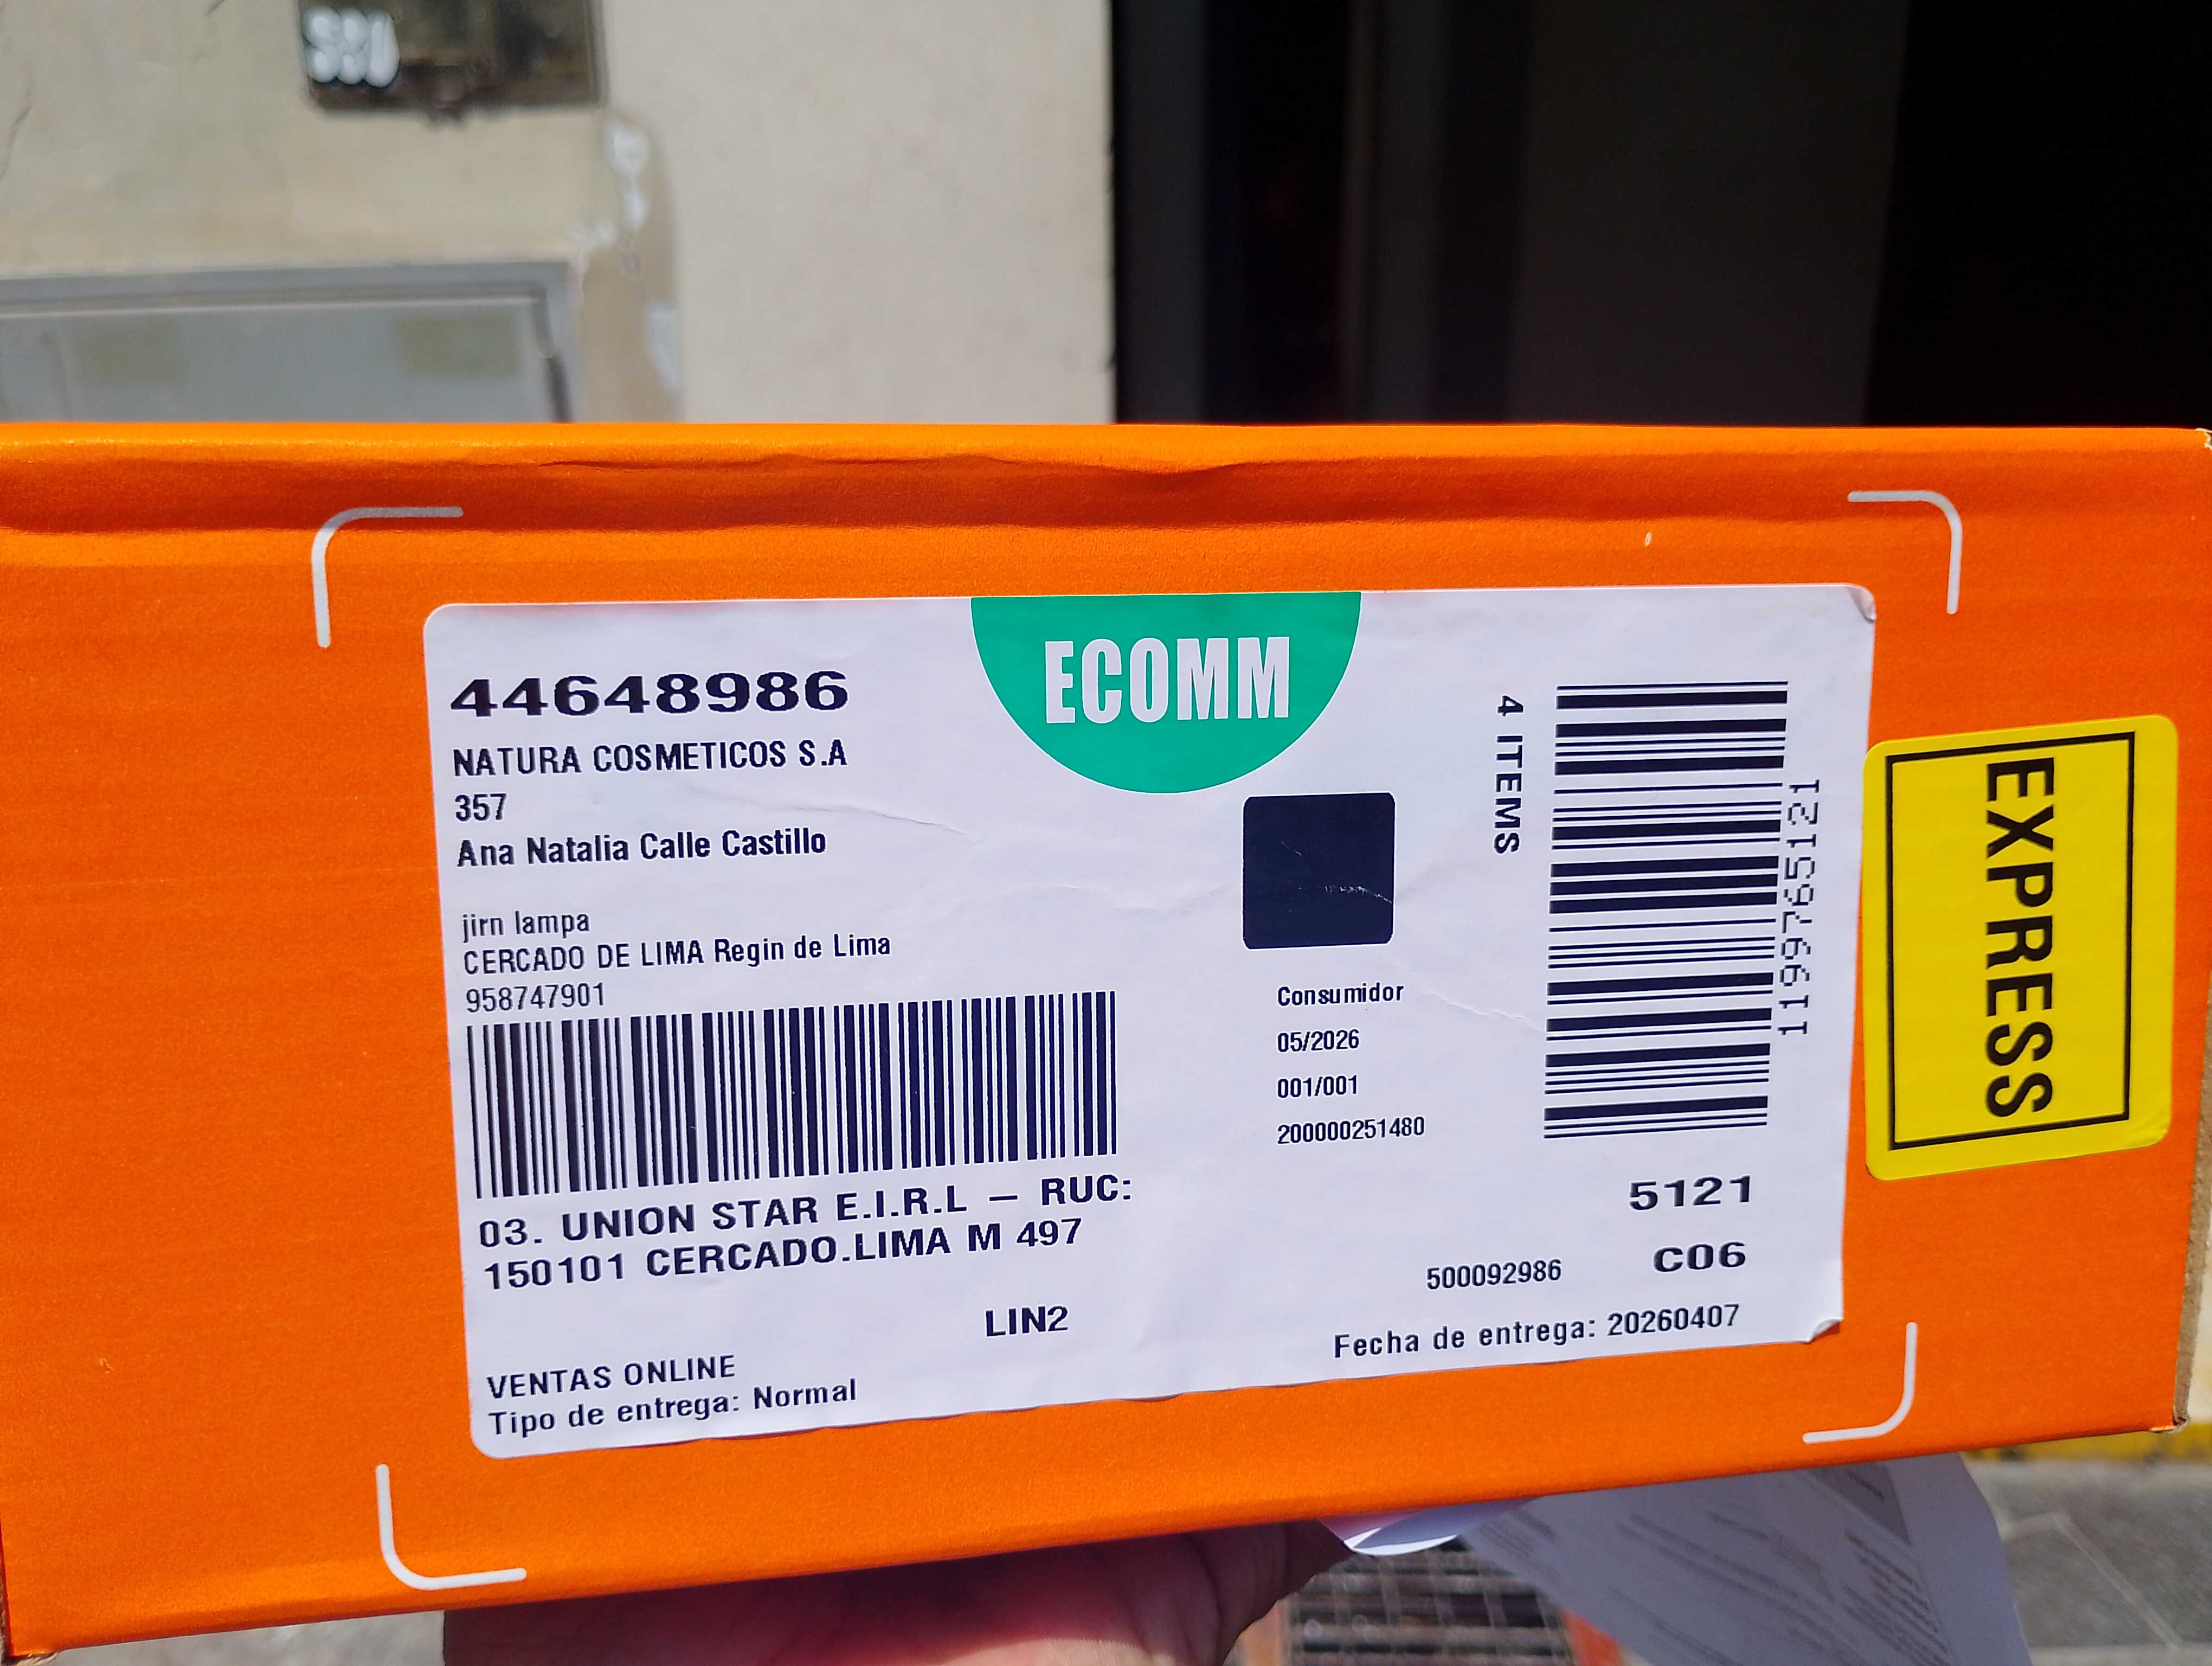 44648986
NATURA COSMETICOS S.A
357
Ana Natalia Calle Castillo
jirn lampa
CERCADO DE LIMA Regin de Lima
958747901
03. UNION STAR E.I.R.L – RUC:
150101 CERCADO.LIMA M 497
LIN2
VENTAS ONLINE
Tipo de entrega: Normal
ECOMM
Consumidor
05/2026
001/001
200000251480
4 ITEMS
1199765121
5121
C06
500092986
Fecha de entrega: 20260407
EXPRESS